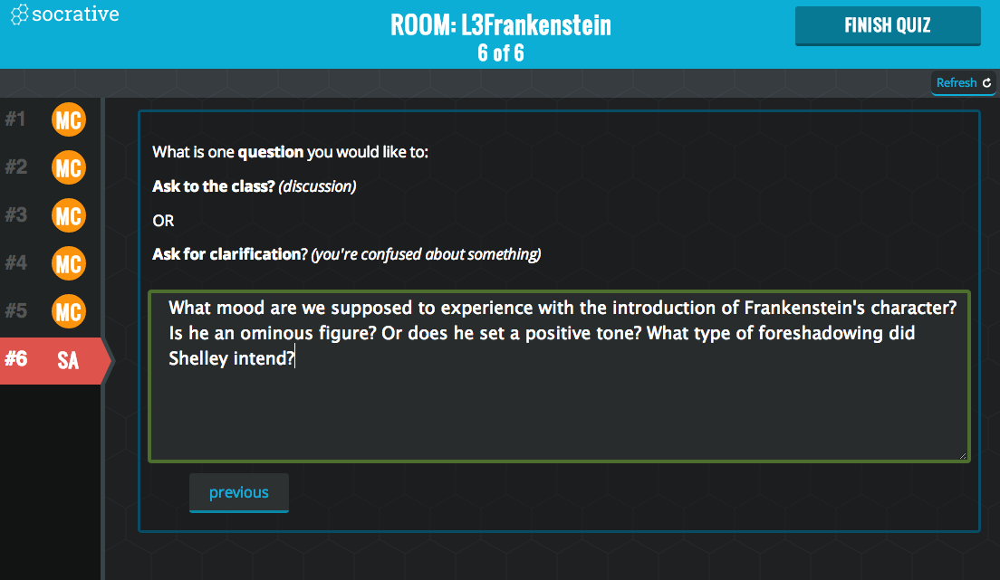 socrative
ROOM: L3Frankenstein
6 of 6
FINISH QUIZ
Refresh
#1 MC
#2 MC
#3 MC
#4 MC
#5 MC
#6 SA
What is one question you would like to:
Ask to the class? (discussion)
OR
Ask for clarification? (you're confused about something)
What mood are we supposed to experience with the introduction of Frankenstein's character?
Is he an ominous figure? Or does he set a positive tone? What type of foreshadowing did
Shelley intend?
previous